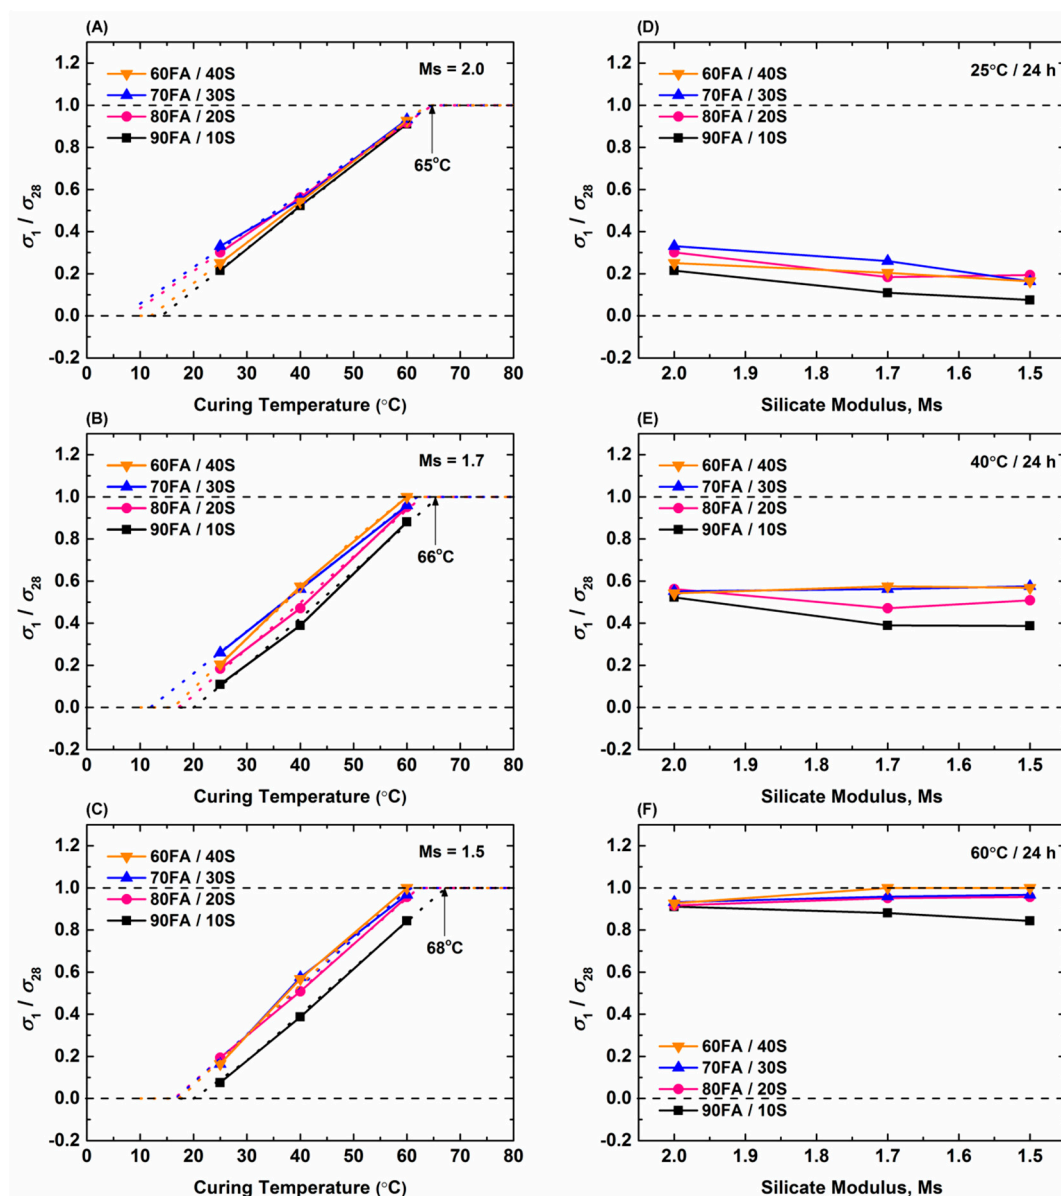 (A)
Ms = 2.0
60FA / 40S
70FA / 30S
80FA / 20S
90FA / 10S
65°C
σ1 / σ28
1.2
1.0
0.8
0.6
0.4
0.2
0.0
-0.2
0 10 20 30 40 50 60 70 80
Curing Temperature (°C)
(D)
25°C / 24 h
60FA / 40S
70FA / 30S
80FA / 20S
90FA / 10S
σ1 / σ28
1.2
1.0
0.8
0.6
0.4
0.2
0.0
-0.2
2.0 1.9 1.8 1.7 1.6 1.5
Silicate Modulus, Ms
(B)
Ms = 1.7
60FA / 40S
70FA / 30S
80FA / 20S
90FA / 10S
66°C
σ1 / σ28
1.2
1.0
0.8
0.6
0.4
0.2
0.0
-0.2
0 10 20 30 40 50 60 70 80
Curing Temperature (°C)
(E)
40°C / 24 h
60FA / 40S
70FA / 30S
80FA / 20S
90FA / 10S
σ1 / σ28
1.2
1.0
0.8
0.6
0.4
0.2
0.0
-0.2
2.0 1.9 1.8 1.7 1.6 1.5
Silicate Modulus, Ms
(C)
Ms = 1.5
60FA / 40S
70FA / 30S
80FA / 20S
90FA / 10S
68°C
σ1 / σ28
1.2
1.0
0.8
0.6
0.4
0.2
0.0
-0.2
0 10 20 30 40 50 60 70 80
Curing Temperature (°C)
(F)
60°C / 24 h
60FA / 40S
70FA / 30S
80FA / 20S
90FA / 10S
σ1 / σ28
1.2
1.0
0.8
0.6
0.4
0.2
0.0
-0.2
2.0 1.9 1.8 1.7 1.6 1.5
Silicate Modulus, Ms